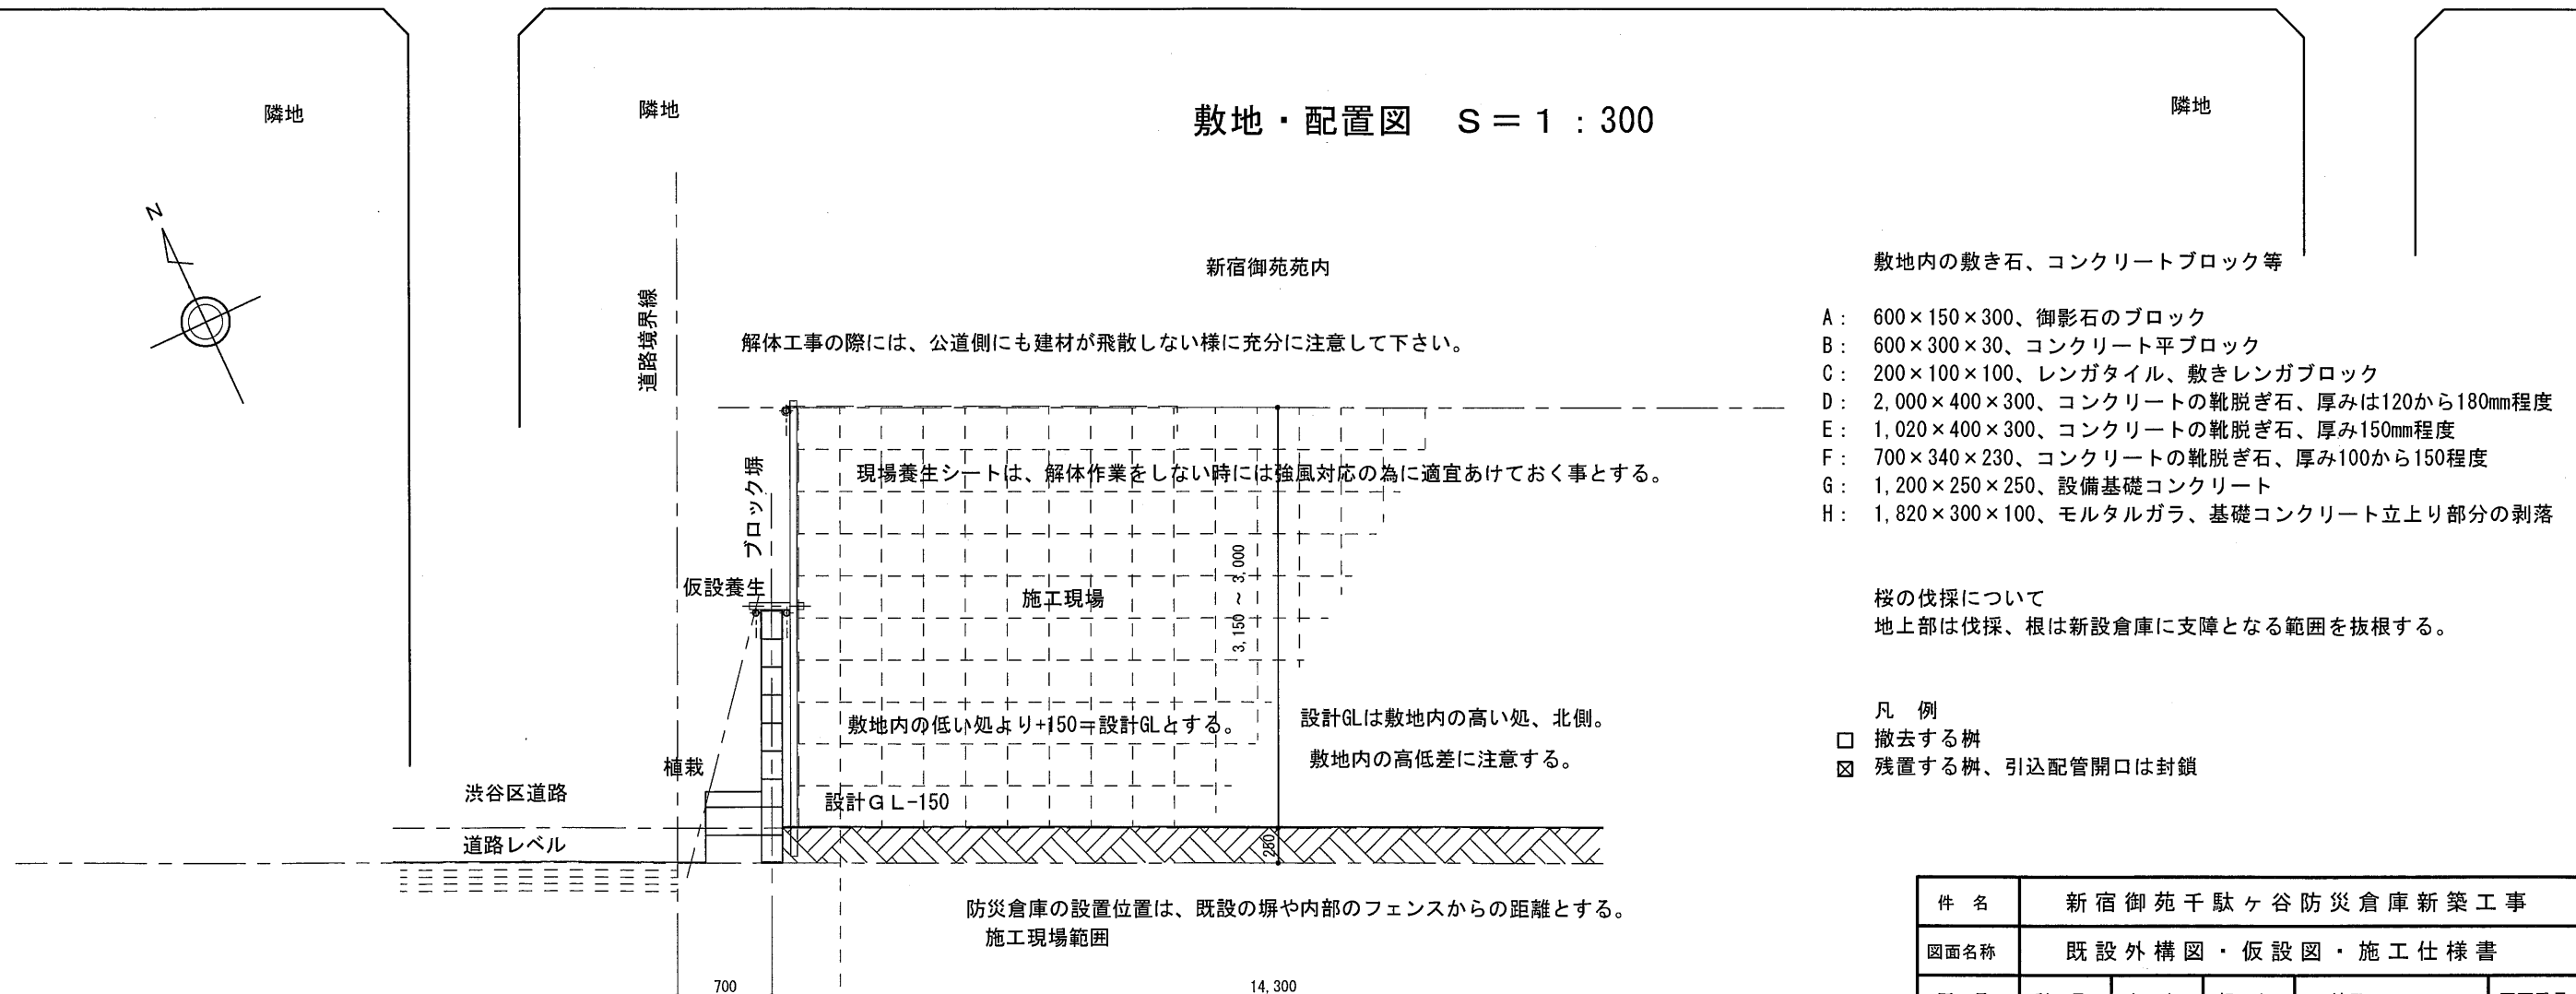 隣地
隣地
敷地・配置図 S=1:300
隣地
N
新宿御苑苑内
道路境界線
解体工事の際には、公道側にも建材が飛散しない様に充分に注意して下さい。
ブロック塀
現場養生シートは、解体作業をしない時には強風対応の為に適宜あけておく事とする。
仮設養生
施工現場
3,150 ~ 3,000
敷地内の低い処より+150=設計GLとする。
設計GLは敷地内の高い処、北側。
敷地内の高低差に注意する。
植栽
渋谷区道路
設計GL-150
道路レベル
250
防災倉庫の設置位置は、既設の塀や内部のフェンスからの距離とする。
施工現場範囲
700
14,300
敷地内の敷き石、コンクリートブロック等
A: 600×150×300、御影石のブロック
B: 600×300×30、コンクリート平ブロック
C: 200×100×100、レンガタイル、敷きレンガブロック
D: 2,000×400×300、コンクリートの靴脱ぎ石、厚みは120から180mm程度
E: 1,020×400×300、コンクリートの靴脱ぎ石、厚み150mm程度
F: 700×340×230、コンクリートの靴脱ぎ石、厚み100から150程度
G: 1,200×250×250、設備基礎コンクリート
H: 1,820×300×100、モルタルガラ、基礎コンクリート立上り部分の剥落
桜の伐採について
地上部は伐採、根は新設倉庫に支障となる範囲を抜根する。
凡 例
□ 撤去する桝
☒ 残置する桝、引込配管開口は封鎖
件 名 新宿御苑千駄ヶ谷防災倉庫新築工事
図面名称 既設外構図・仮設図・施工仕様書